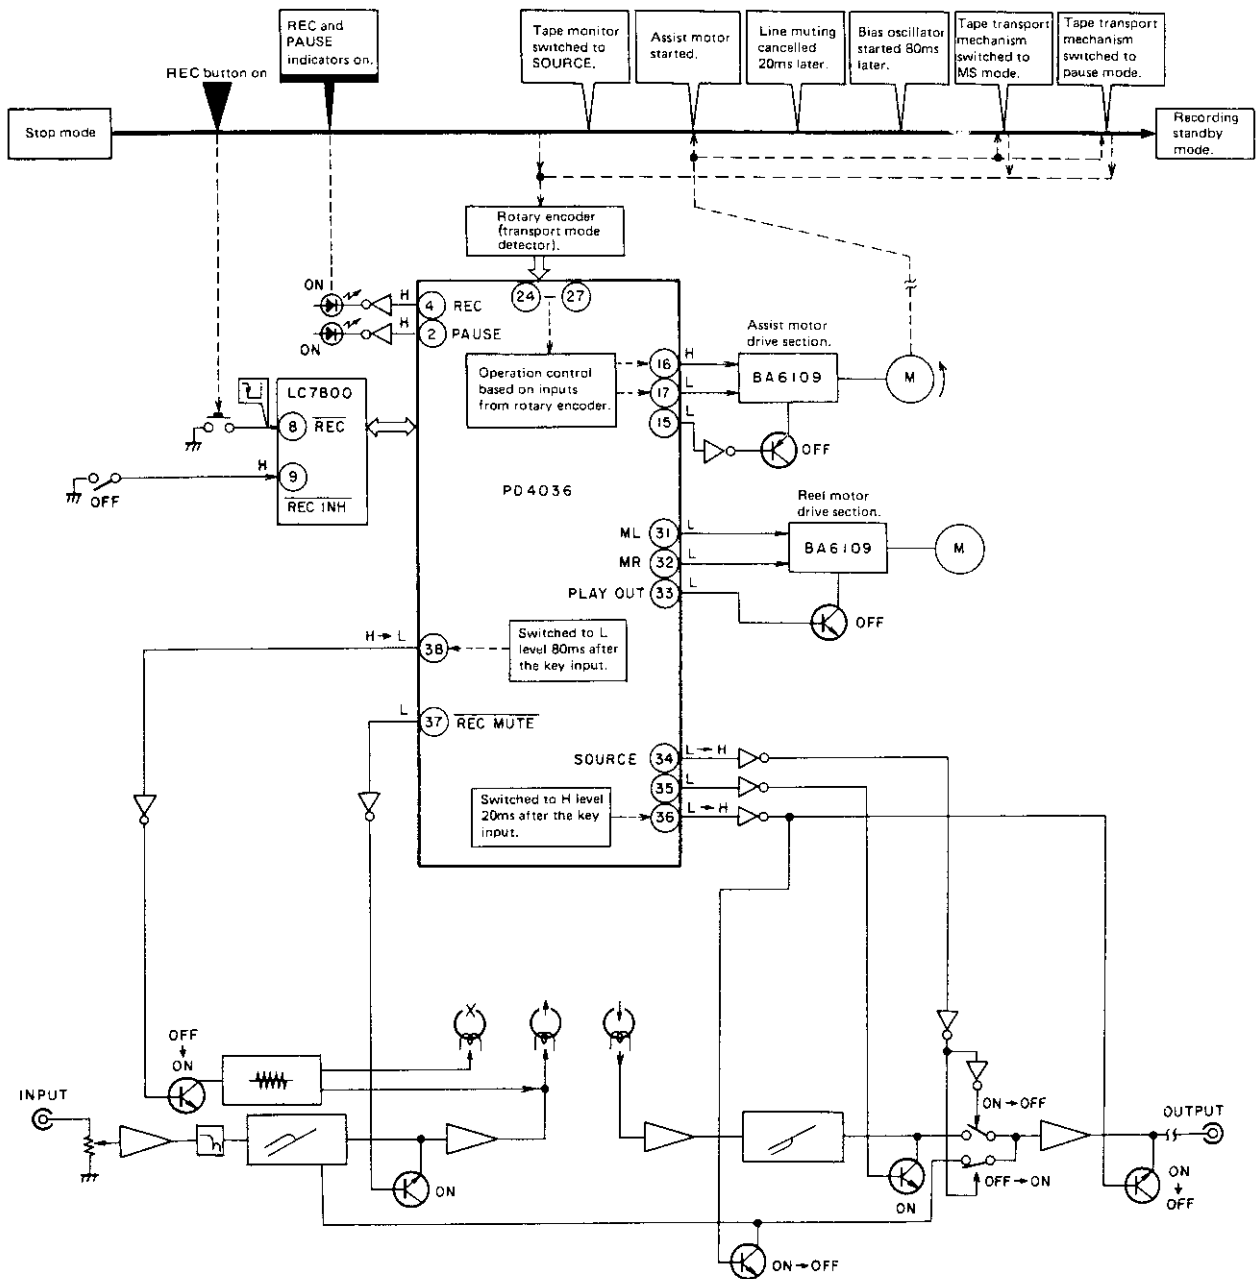 REC and
PAUSE
indicators on.
Tape monitor
switched to
SOURCE.
Assist motor
started.
Line muting
cancelled
20ms later.
Bias oscillator
started 80ms
later.
Tape transport
mechanism
switched to
MS mode.
Tape transport
mechanism
switched to
pause mode.
REC button on
Stop mode
Recording
standby
mode.
Rotary encoder
(transport mode
detector).
ON
H
4
REC
24
27
ON
H
2
PAUSE
Operation control
based on inputs
from rotary encoder.
16
H
17
L
15
L
Assist motor
drive section.
BA6109
M
OFF
LC7800
8
REC
H
9
REC INH
OFF
PD4036
Reel motor
drive section.
ML
31
L
BA6109
M
MR
32
L
PLAY OUT
33
L
OFF
H → L
38
Switched to L
level 80ms after
the key input.
L
37
REC MUTE
SOURCE
34
L → H
35
L
36
L → H
Switched to H level
20ms after the key
input.
OFF
ON
X
INPUT
ON → OFF
OUTPUT
ON
OFF → ON
ON
ON
OFF
ON → OFF